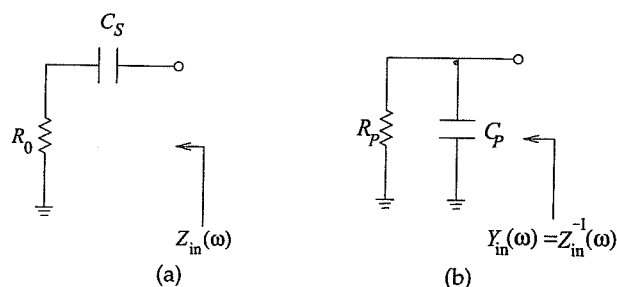 C_S
R_0
Z_in(ω)
(a)
R_P
C_P
Y_in(ω) = Z_in^-1(ω)
(b)